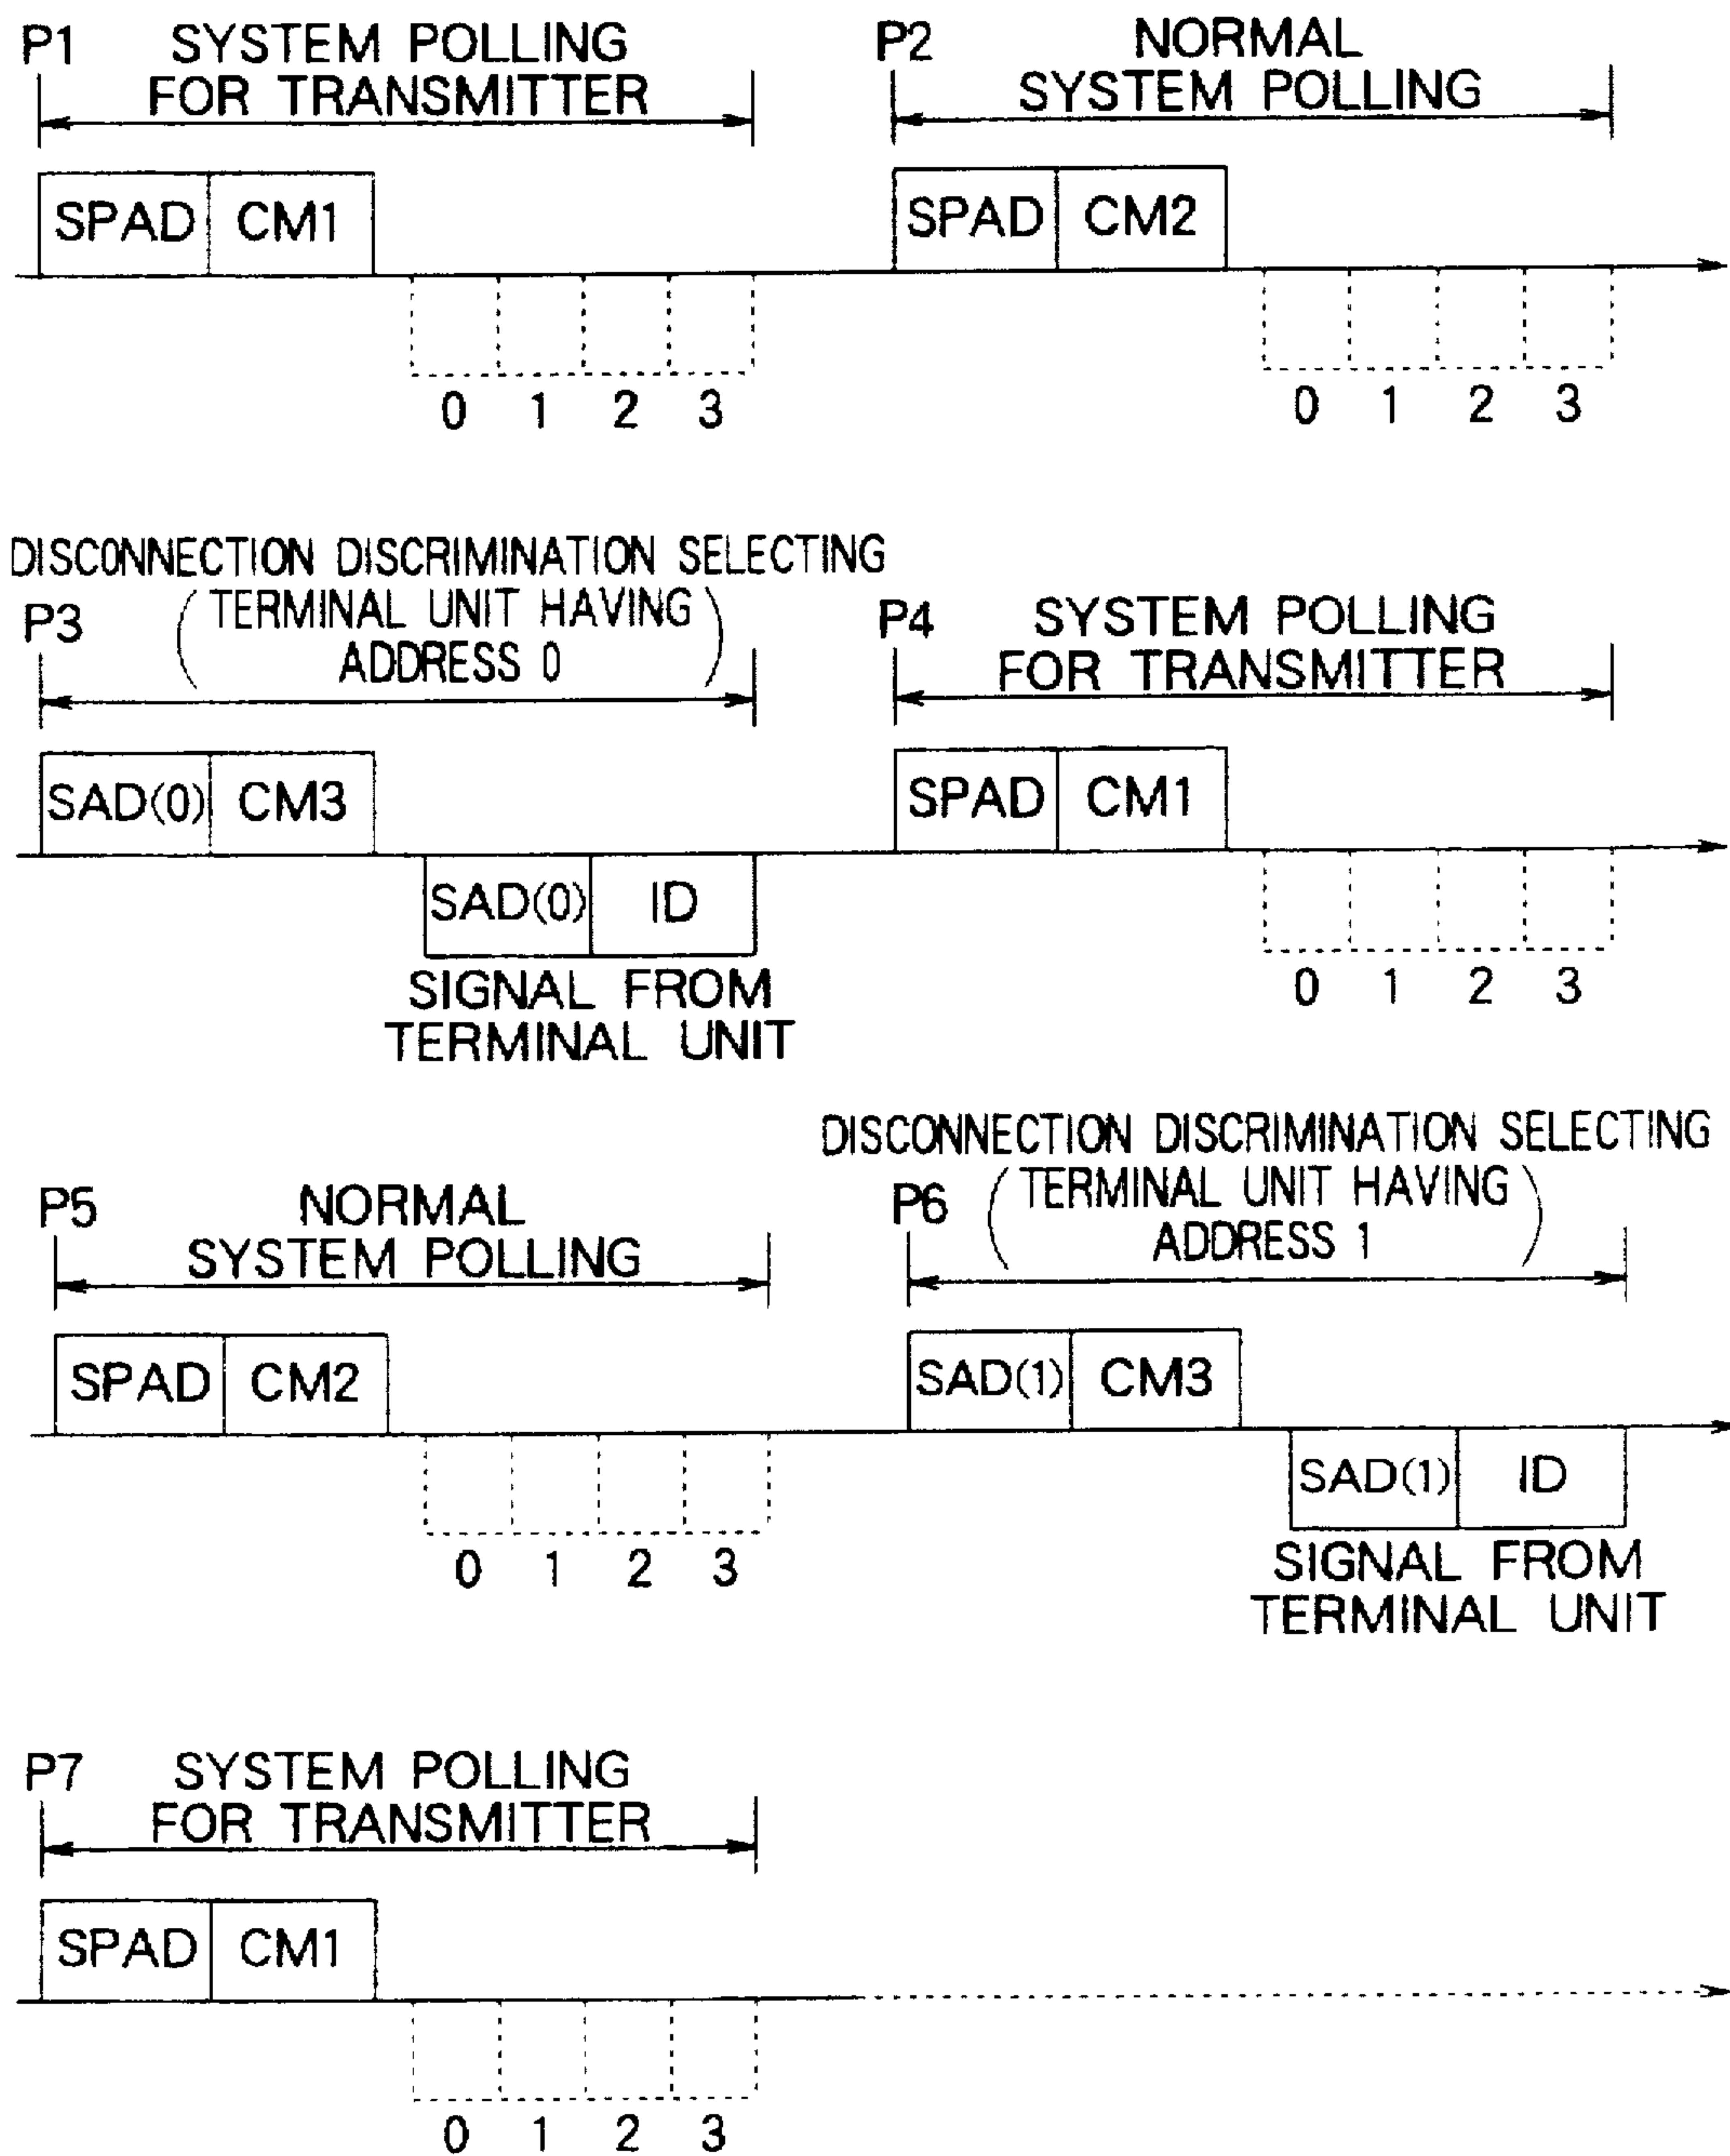 P1 SYSTEM POLLING FOR TRANSMITTER
P2 NORMAL SYSTEM POLLING
SPAD CM1
SPAD CM2
0 1 2 3
0 1 2 3
DISCONNECTION DISCRIMINATION SELECTING
P3 (TERMINAL UNIT HAVING ADDRESS 0)
P4 SYSTEM POLLING FOR TRANSMITTER
SAD(0) CM3
SPAD CM1
SAD(0) ID
SIGNAL FROM
TERMINAL UNIT
0 1 2 3
DISCONNECTION DISCRIMINATION SELECTING
P5 NORMAL SYSTEM POLLING
P6 (TERMINAL UNIT HAVING ADDRESS 1)
SPAD CM2
SAD(1) CM3
0 1 2 3
SAD(1) ID
SIGNAL FROM
TERMINAL UNIT
P7 SYSTEM POLLING
FOR TRANSMITTER
SPAD CM1
0 1 2 3